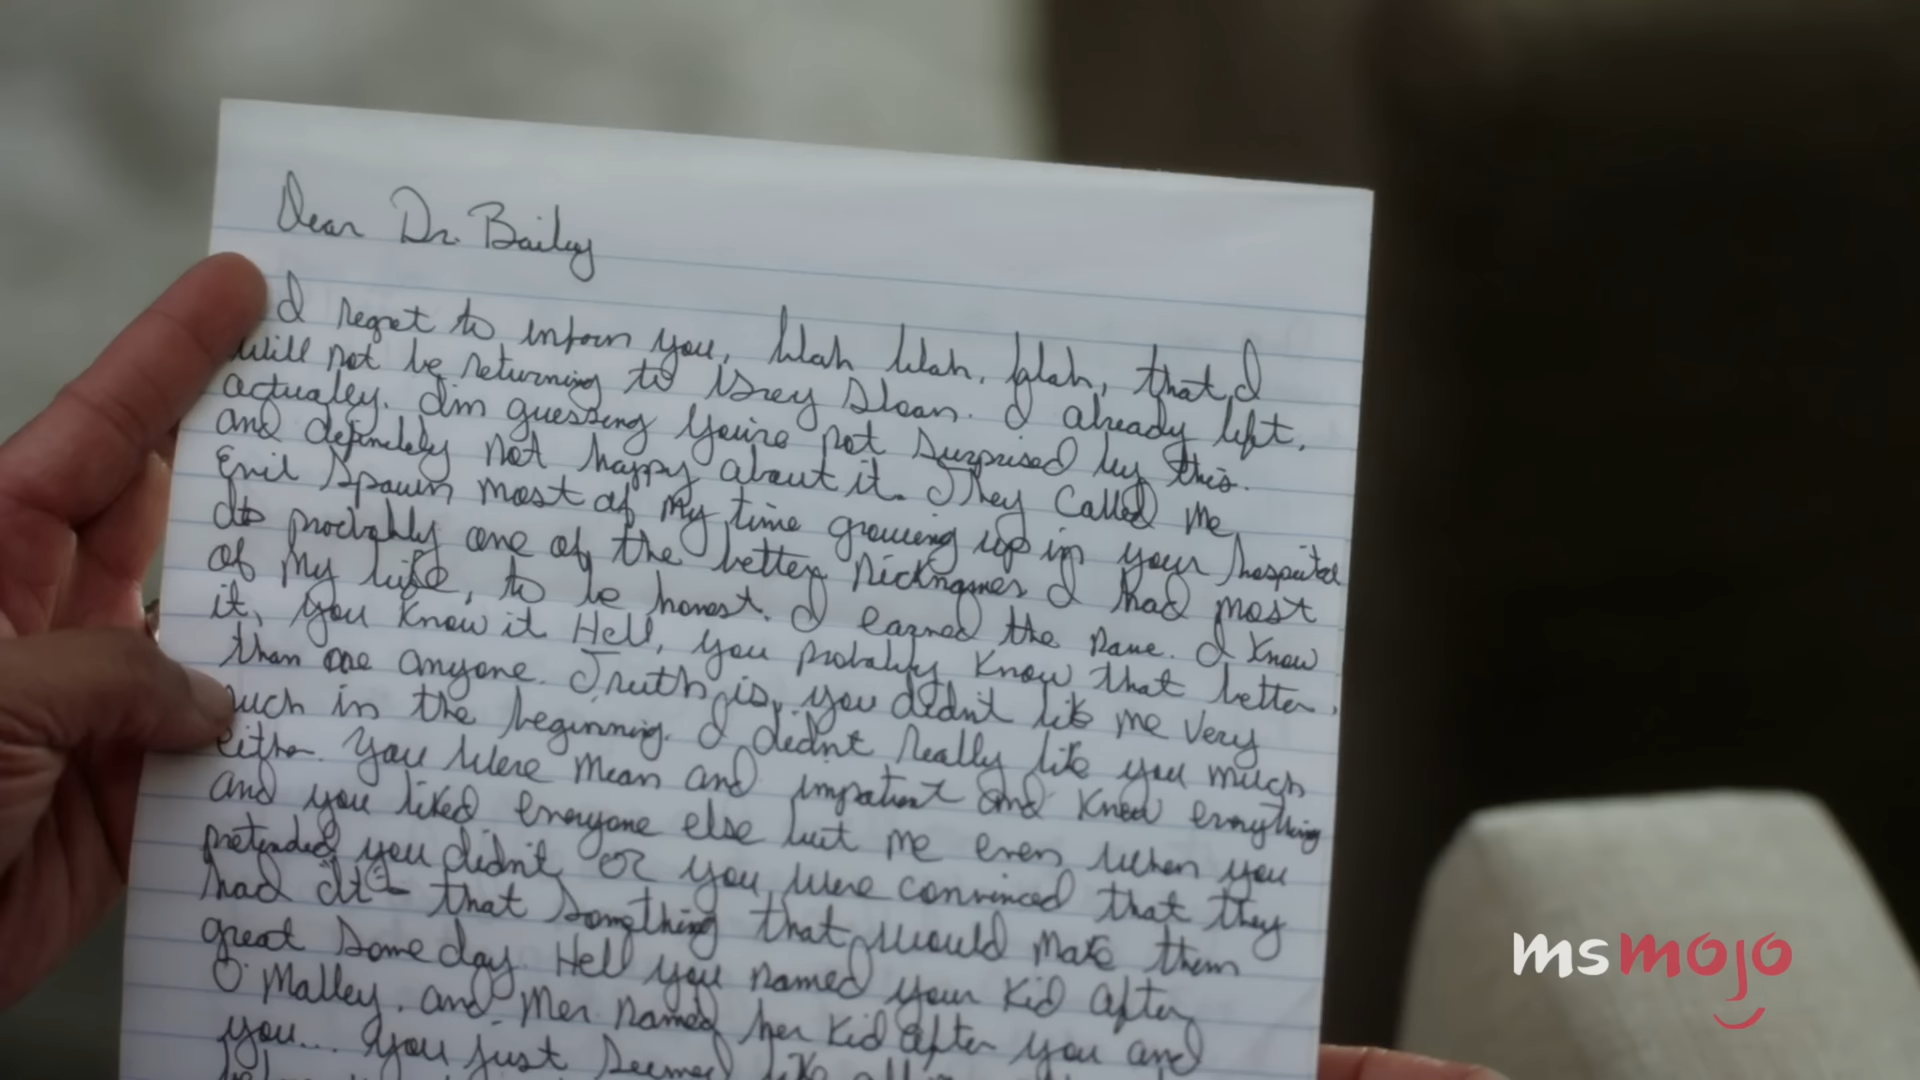 Dear Dr. Bailey
I regret to inform you, blah blah, blah, that I
will not be returning to Grey Sloan. I already left,
actually. I'm guessing you're not surprised by this.
and definitely not happy about it. They called me
Evil Spawn most of my time growing up in your hospital
probably one of the better nicknames I had most
of my life, to be honest. I earned the name. I know
it, you know it Hell, you probably know that better,
than anyone. Truth is, you didn't like me very
much in the beginning. I didn't really like you much
either. You were mean and impatient and knew everything
and you liked everyone else but me even when you
pretended you didn't or you were convinced that they
had it - that something that would make them
great some day. Hell you named your kid after
O'Malley, and Mer named her kid after you and
you... you just seemed like
msmojo